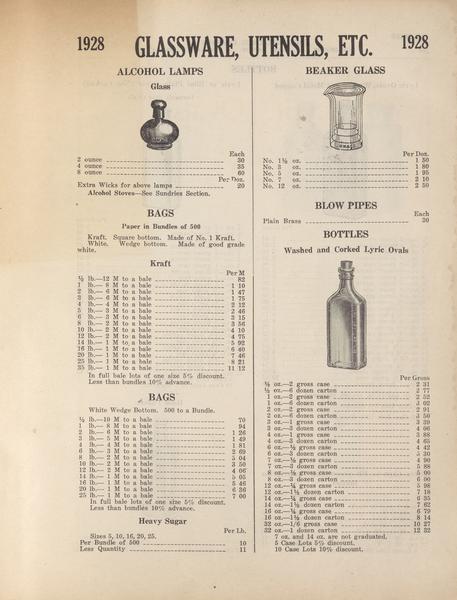 1928 GLASSWARE, UTENSILS, ETC. 1928
ALCOHOL LAMPS
Glass
Each
2 ounce 30
4 ounce 35
8 ounce 60
Per Doz.
Extra Wicks for above lamps 20
Alcohol Stoves—See Sundries Section.
BAGS
Paper in Bundles of 500
Kraft. Square bottom. Made of No. 1 Kraft.
White. Wedge bottom. Made of good grade
white.
Kraft
Per M
½ lb.—12 M to a bale 82
1 lb.— 8 M to a bale 1 10
2 lb.— 6 M to a bale 1 47
3 lb.— 6 M to a bale 1 75
4 lb.— 4 M to a bale 2 12
5 lb.— 3 M to a bale 2 46
6 lb.— 3 M to a bale 3 15
8 lb.— 2 M to a bale 3 56
10 lb.— 2 M to a bale 4 10
12 lb.— 2 M to a bale 4 75
14 lb.— 1 M to a bale 5 92
16 lb.— 1 M to a bale 6 40
20 lb.— 1 M to a bale 7 46
25 lb.— 1 M to a bale 8 21
35 lb.— 1 M to a bale 11 12
In full bale lots of one size 5% discount.
Less than bundles 10% advance.
BAGS
White Wedge Bottom. 500 to a Bundle.
½ lb.—10 M to a bale 70
1 lb.— 8 M to a bale 94
2 lb.— 6 M to a bale 1 26
3 lb.— 5 M to a bale 1 49
4 lb.— 4 M to a bale 1 81
6 lb.— 3 M to a bale 2 69
8 lb.— 2 M to a bale 3 04
10 lb.— 2 M to a bale 3 50
12 lb.— 2 M to a bale 4 06
14 lb.— 1 M to a bale 5 05
16 lb.— 1 M to a bale 5 46
20 lb.— 1 M to a bale 6 36
25 lb.— 1 M to a bale 7 00
In full bale lots of one size 5% discount.
Less than bundles 10% advance.
Heavy Sugar
Per Lb.
Sizes 5, 10, 16, 20, 25.
Per Bundle of 500 10
Less Quantity 11
BEAKER GLASS
Per Doz.
No. 1½ oz. 1 50
No. 3 oz. 1 80
No. 5 oz. 1 95
No. 7 oz. 2 10
No. 12 oz. 2 50
BLOW PIPES
Each
Plain Brass 20
BOTTLES
Washed and Corked Lyric Ovals
Per Gross
oz.—2 gross case 2 31
oz.—6 dozen carton 2 77
1 oz.—2 gross case 2 52
1 oz.—6 dozen carton 3 02
2 oz.—2 gross case 2 91
2 oz.—6 dozen carton 3 50
3 oz.—1 gross case 3 39
3 oz.—3 dozen carton 4 06
4 oz.—1 gross case 3 88
4 oz.—3 dozen carton 4 65
6 oz.—½ gross case 4 42
6 oz.—3 dozen carton 5 30
7 oz.—½ gross case 4 90
7 oz.—3 dozen carton 5 88
8 oz.—½ gross case 5 00
8 oz.—3 dozen carton 6 00
12 oz.—¼ gross case 5 98
12 oz.—1½ dozen carton 7 18
14 oz.—¼ gross case 6 35
14 oz.—1½ dozen carton 7 62
16 oz.—¼ gross case 6 79
16 oz.—1½ dozen carton 8 14
32 oz.—1/6 gross case 10 27
32 oz.—1 dozen carton 12 32
7 oz. and 14 oz. are not graduated.
5 Case Lots 5% discount.
10 Case Lots 10% discount.